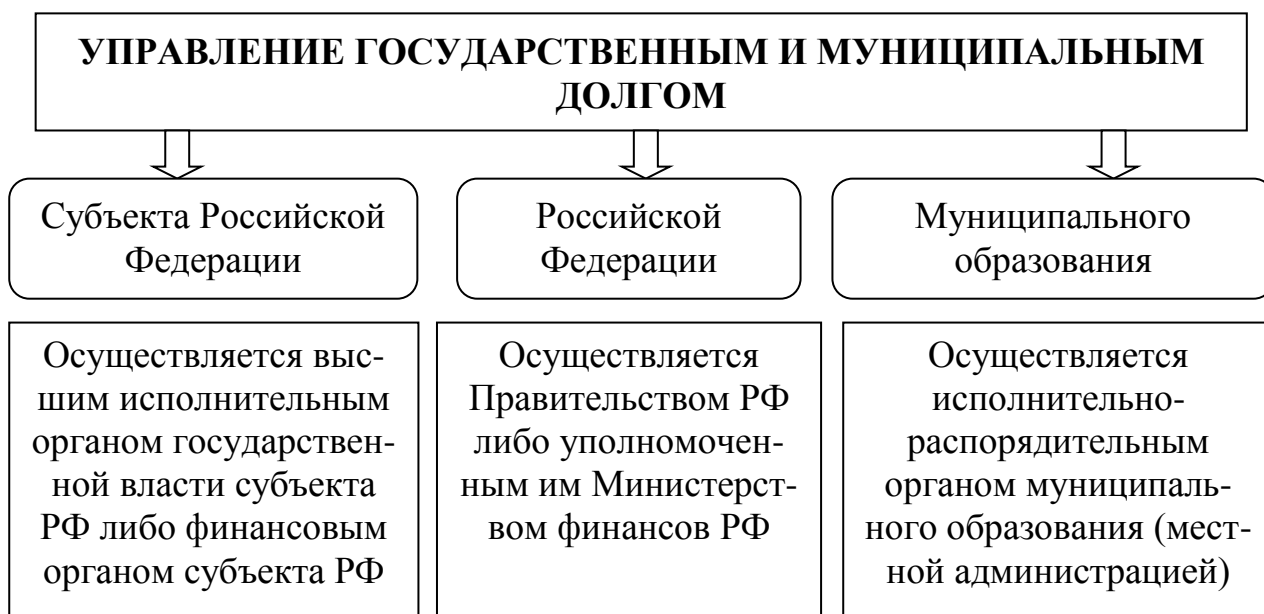 УПРАВЛЕНИЕ ГОСУДАРСТВЕННЫМ И МУНИЦИПАЛЬНЫМ
ДОЛГОМ
Субъекта Российской
Федерации
Российской
Федерации
Муниципального
образования
Осуществляется выс-
шим исполнительным
органом государствен-
ной власти субъекта
РФ либо финансовым
органом субъекта РФ
Осуществляется
Правительством РФ
либо уполномочен-
ным им Министерст-
вом финансов РФ
Осуществляется
исполнительно-
распорядительным
органом муниципаль-
ного образования (мест-
ной администрацией)